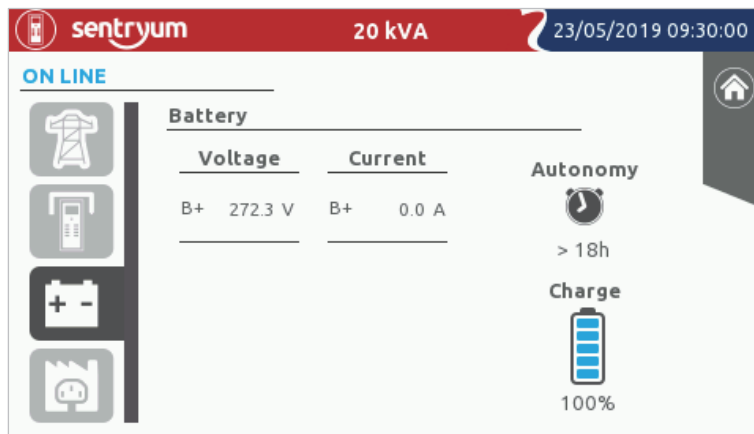 sentryum
20 kVA
23/05/2019 09:30:00
ON LINE
Battery
Voltage Current
B+ 272.3 V B+ 0.0 A
Autonomy
> 18h
Charge
100%
+ -